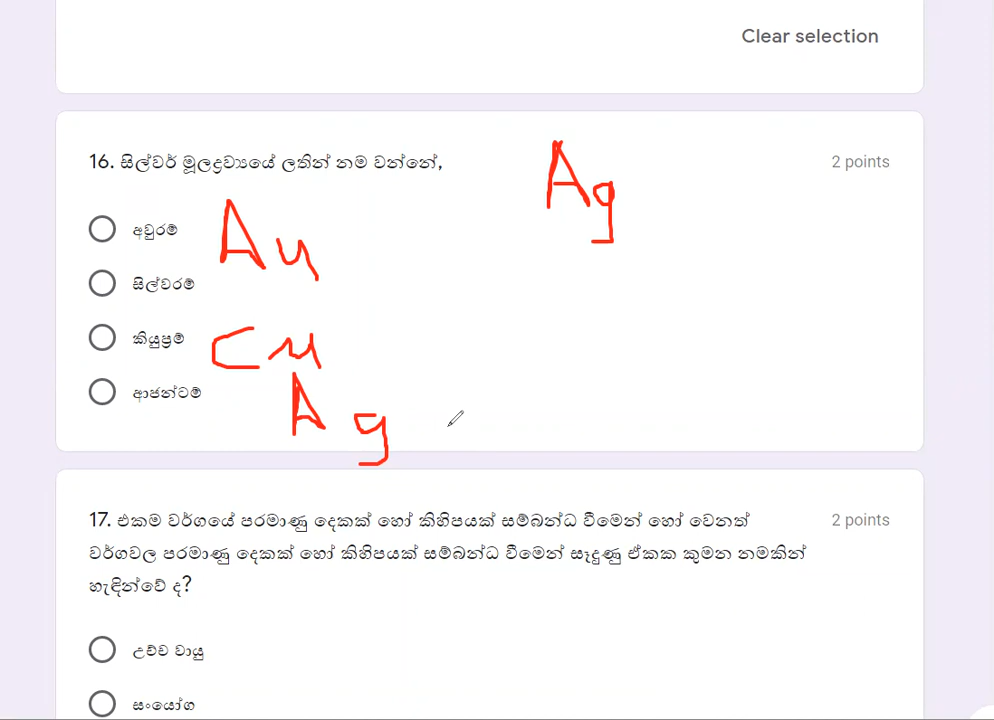 Clear selection
16. සිල්වර් මූලද්‍රව්‍යයේ ලතින් නම වන්නේ, Ag 2 points
අවුරම් Au
සිල්වරම්
කියුප්‍රම් Cu
ආජන්ටම් Ag
17. එකම වර්ගයේ පරමාණු දෙකක් හෝ කිහිපයක් සම්බන්ධ වීමෙන් හෝ වෙනත් 2 points
වර්ගවල පරමාණු දෙකක් හෝ කිහිපයක් සම්බන්ධ වීමෙන් සෑදුණු ඒකක කුමන නමකින්
හැඳින්වේ ද?
උච්ච වායු
සංයෝග